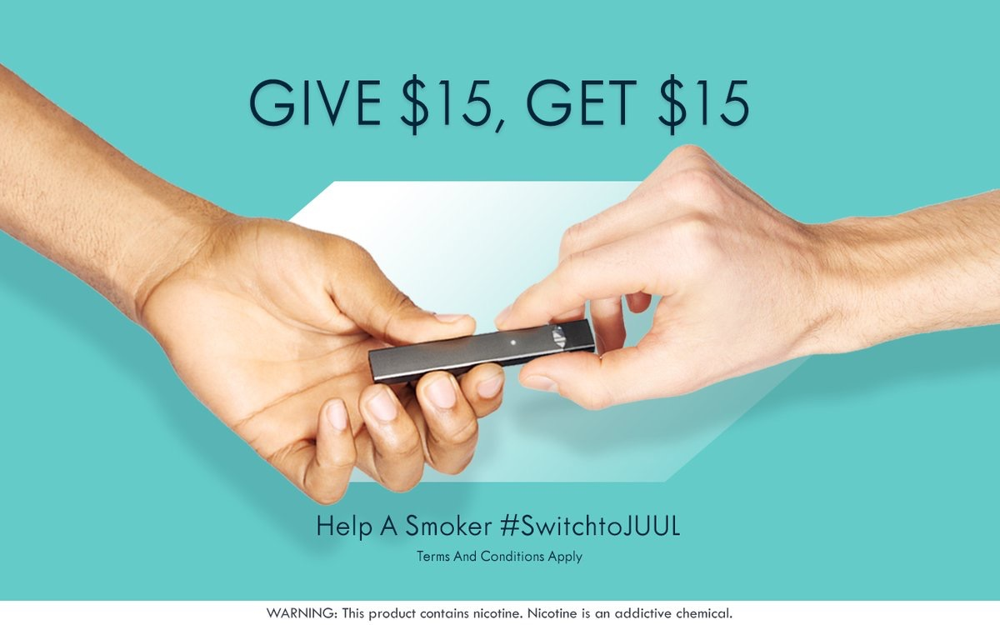 GIVE $15, GET $15
Help A Smoker #SwitchtoJUUL
Terms And Conditions Apply
WARNING: This product contains nicotine. Nicotine is an addictive chemical.